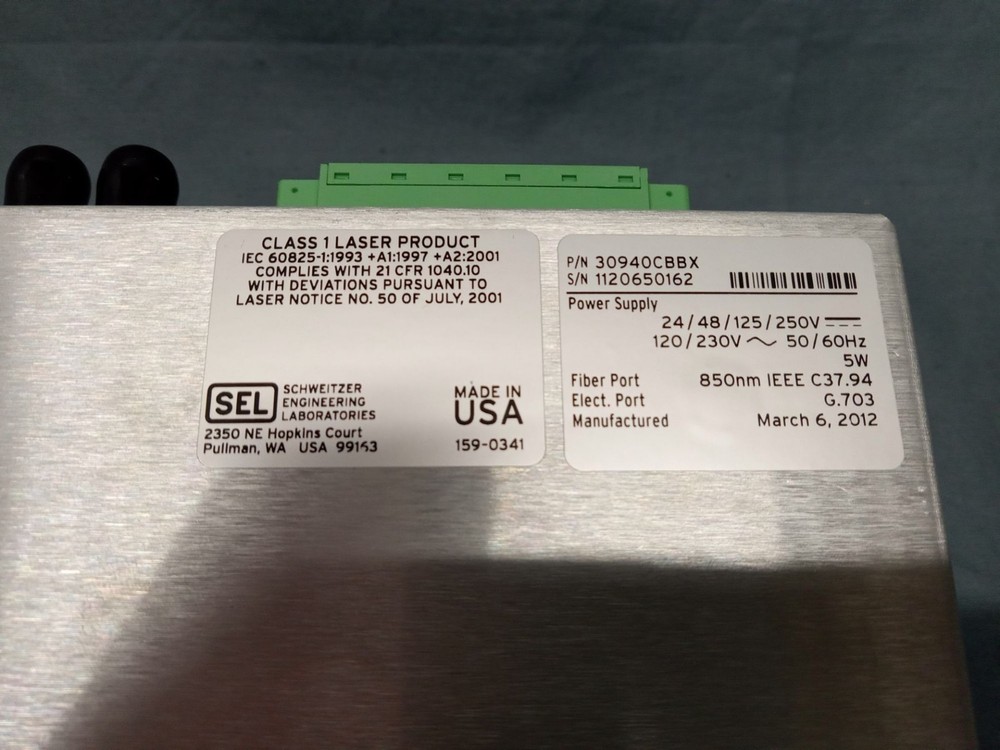 CLASS 1 LASER PRODUCT
IEC 60825-1:1993 +A1:1997 +A2:2001
COMPLIES WITH 21 CFR 1040.10
WITH DEVIATIONS PURSUANT TO
LASER NOTICE NO. 50 OF JULY, 2001
SEL
SCHWEITZER
ENGINEERING
LABORATORIES
2350 NE Hopkins Court
Pullman, WA USA 99163
MADE IN
USA
159-0341
P/N 30940CBBX
S/N 1120650162
Power Supply
24/48/125/250V
120/230V 50/60Hz
5W
Fiber Port 850nm IEEE C37.94
Elect. Port G.703
Manufactured March 6, 2012